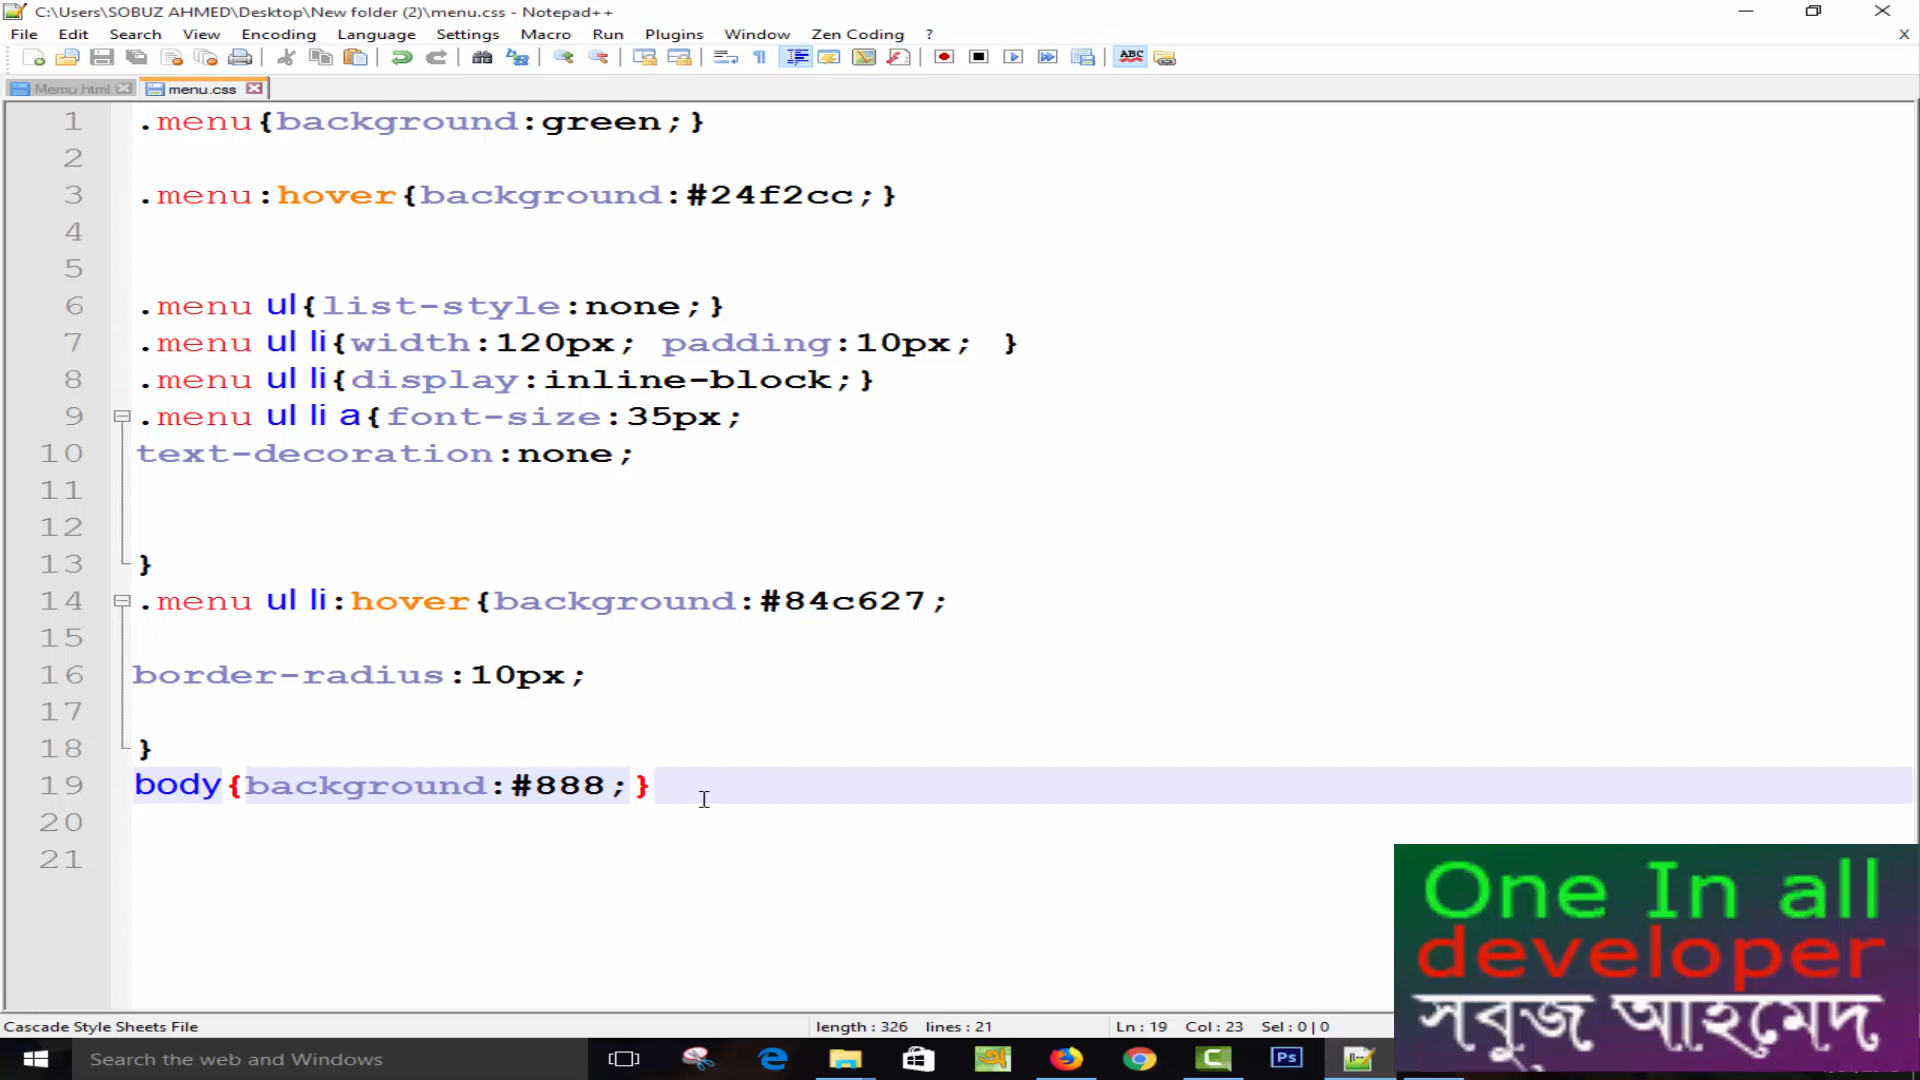 C:\Users\SOBUZ AHMED\Desktop\New folder (2)\menu.css - Notepad++
File Edit Search View Encoding Language Settings Macro Run Plugins Window Zen Coding ? X
ABC
Memu.html menu.css
1 .menu{background:green;}
2
3 .menu:hover{background:#24f2cc;}
4
5
6 .menu ul{list-style:none;}
7 .menu ul li{width:120px; padding:10px; }
8 .menu ul li{display:inline-block;}
9 .menu ul li a{font-size:35px;
10 text-decoration:none;
11
12
13 }
14 .menu ul li:hover{background:#84c627;
15
16 border-radius:10px;
17
18 }
19 body{background:#888;}
20
21
One In all
developer
সবুজ আহমেদ
Cascade Style Sheets File length : 326 lines : 21 Ln : 19 Col : 23 Sel : 0 | 0
Search the web and Windows